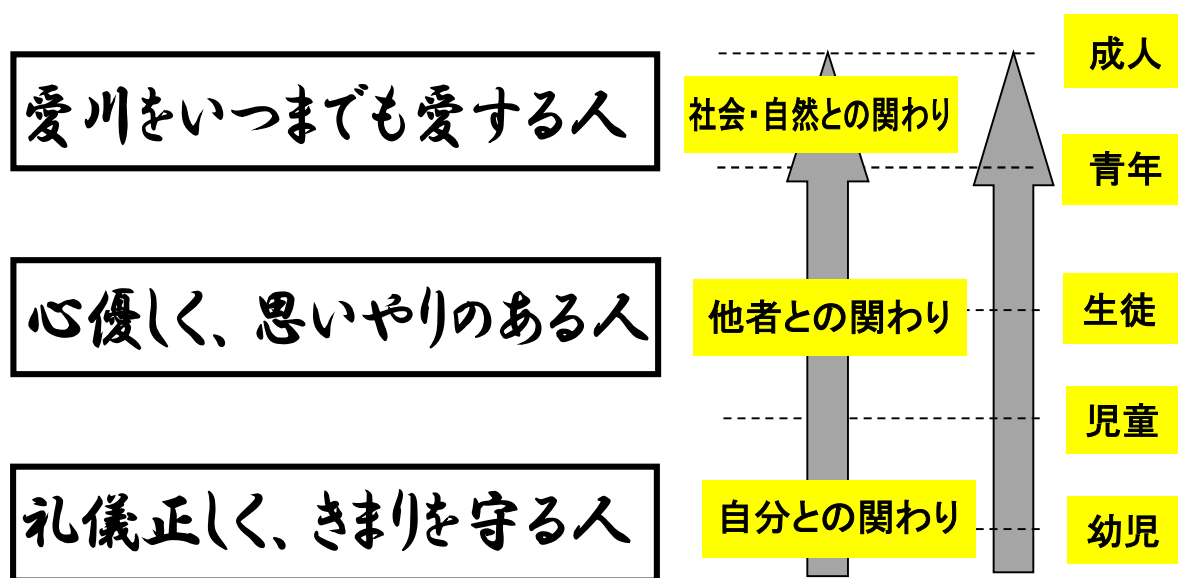 愛川をいつまでも愛する人
心優しく、思いやりのある人
礼儀正しく、きまりを守る人
社会・自然との関わり
他者との関わり
自分との関わり
成人
青年
生徒
児童
幼児